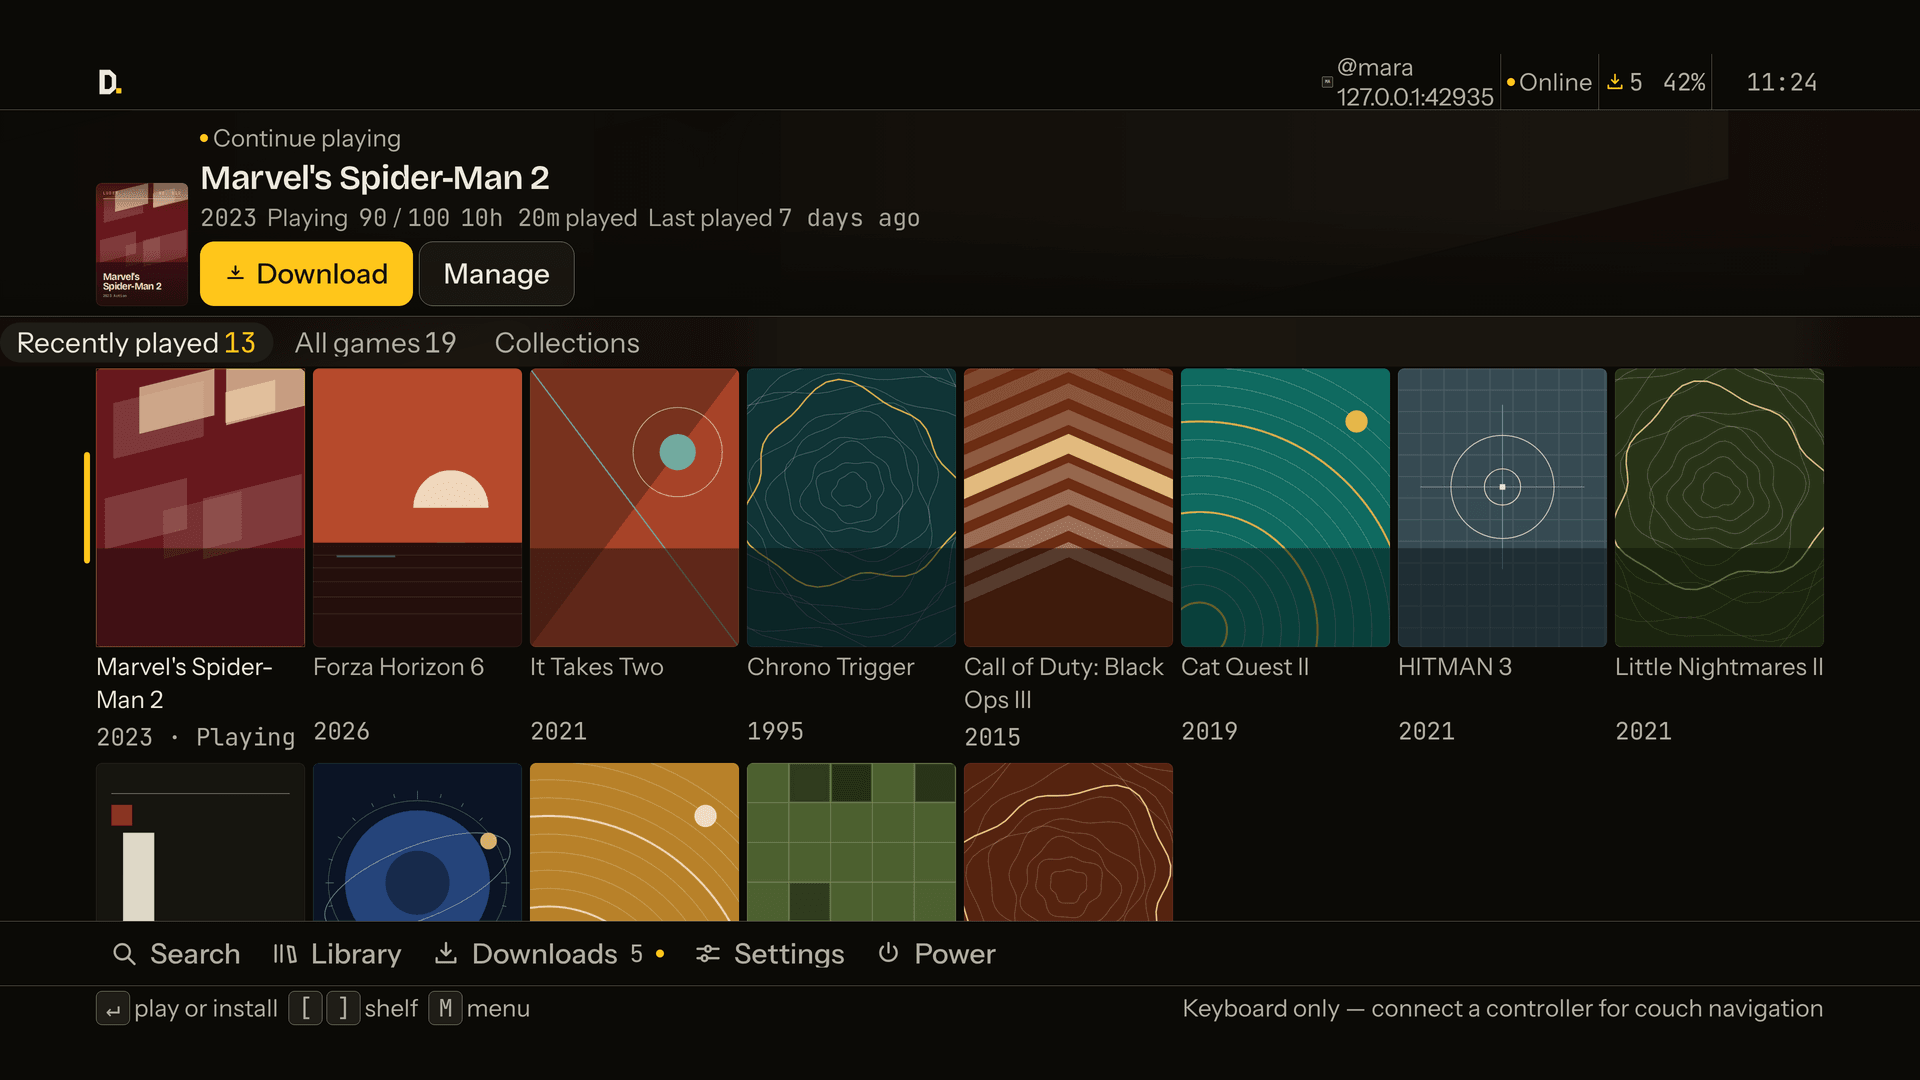 D.
@mara
127.0.0.1:42935
Online
5 42%
11:24
Continue playing
Marvel's Spider-Man 2
2023 Playing 90 / 100 10h 20m played Last played 7 days ago
Marvel's
Spider-Man 2
Download
Manage
Recently played 13
All games 19
Collections
Marvel's Spider-
Man 2
2023 · Playing
Forza Horizon 6
2026
It Takes Two
2021
Chrono Trigger
1995
Call of Duty: Black
Ops III
2015
Cat Quest II
2019
HITMAN 3
2021
Little Nightmares II
2021
Search
Library
Downloads 5
Settings
Power
↵ play or install [ ] shelf M menu
Keyboard only — connect a controller for couch navigation